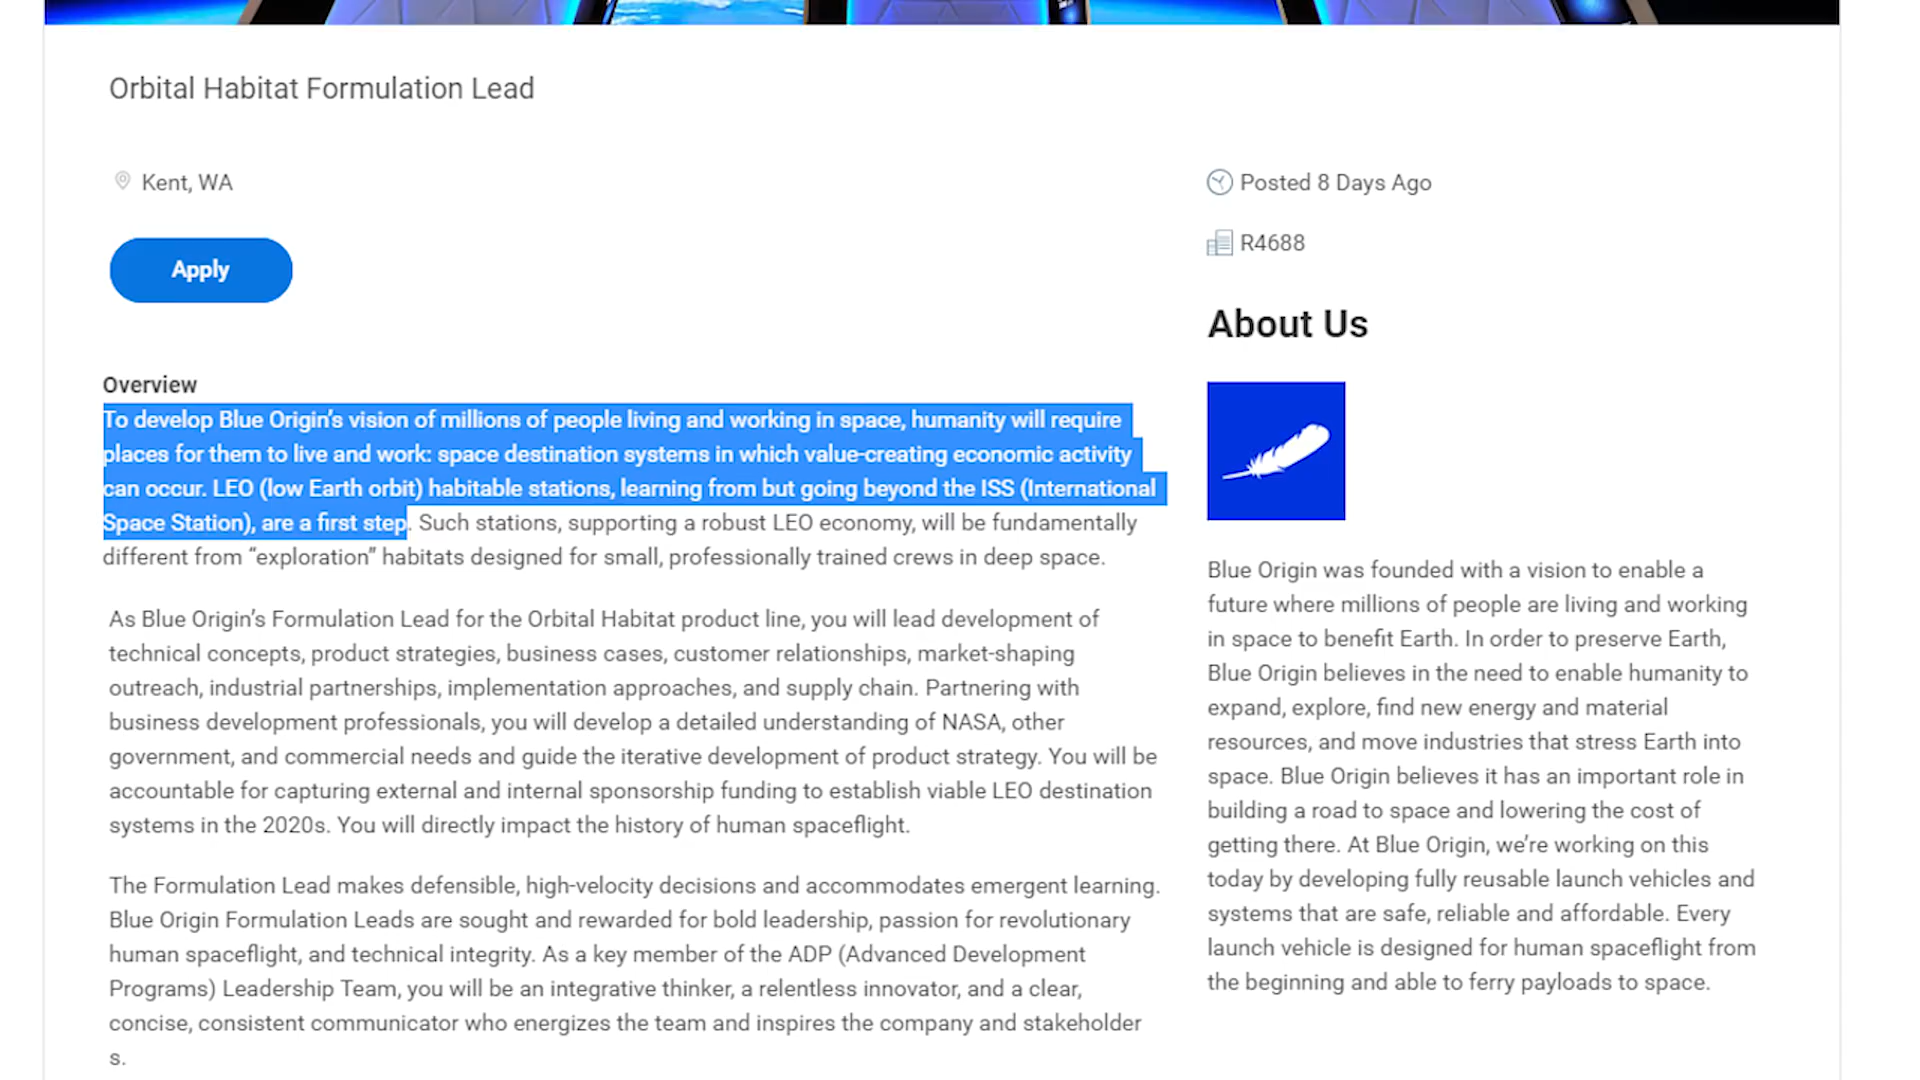 Orbital Habitat Formulation Lead
Kent, WA
Apply
Overview
To develop Blue Origin’s vision of millions of people living and working in space, humanity will require
places for them to live and work: space destination systems in which value-creating economic activity
can occur. LEO (low Earth orbit) habitable stations, learning from but going beyond the ISS (International
Space Station), are a first step. Such stations, supporting a robust LEO economy, will be fundamentally
different from “exploration” habitats designed for small, professionally trained crews in deep space.
As Blue Origin’s Formulation Lead for the Orbital Habitat product line, you will lead development of
technical concepts, product strategies, business cases, customer relationships, market-shaping
outreach, industrial partnerships, implementation approaches, and supply chain. Partnering with
business development professionals, you will develop a detailed understanding of NASA, other
government, and commercial needs and guide the iterative development of product strategy. You will be
accountable for capturing external and internal sponsorship funding to establish viable LEO destination
systems in the 2020s. You will directly impact the history of human spaceflight.
The Formulation Lead makes defensible, high-velocity decisions and accommodates emergent learning.
Blue Origin Formulation Leads are sought and rewarded for bold leadership, passion for revolutionary
human spaceflight, and technical integrity. As a key member of the ADP (Advanced Development
Programs) Leadership Team, you will be an integrative thinker, a relentless innovator, and a clear,
concise, consistent communicator who energizes the team and inspires the company and stakeholder
s.
Posted 8 Days Ago
R4688
About Us
Blue Origin was founded with a vision to enable a
future where millions of people are living and working
in space to benefit Earth. In order to preserve Earth,
Blue Origin believes in the need to enable humanity to
expand, explore, find new energy and material
resources, and move industries that stress Earth into
space. Blue Origin believes it has an important role in
building a road to space and lowering the cost of
getting there. At Blue Origin, we’re working on this
today by developing fully reusable launch vehicles and
systems that are safe, reliable and affordable. Every
launch vehicle is designed for human spaceflight from
the beginning and able to ferry payloads to space.